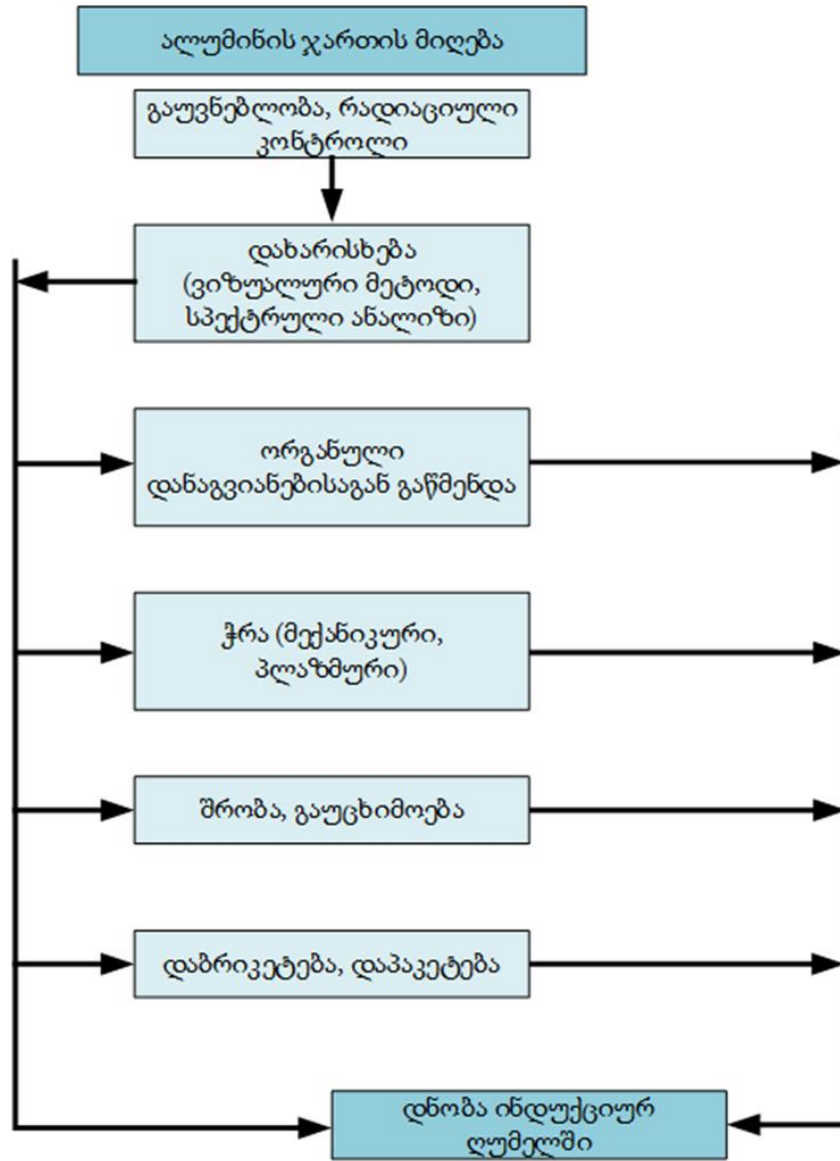 ალუმინის ჯართის მიღება
გაუვნებლობა, რადიაციული
კონტროლი
დახარისხება
(ვიზუალური მეტოდი,
სპექტრული ანალიზი)
ორგანული
დანაგვიანებისაგან გაწმენდა
ჭრა (მექანიკური,
პლაზმური)
შრობა, გაუცხიმოება
დაბრიკეტება, დაპაკეტება
დნობა ინდუქციურ
ღუმელში